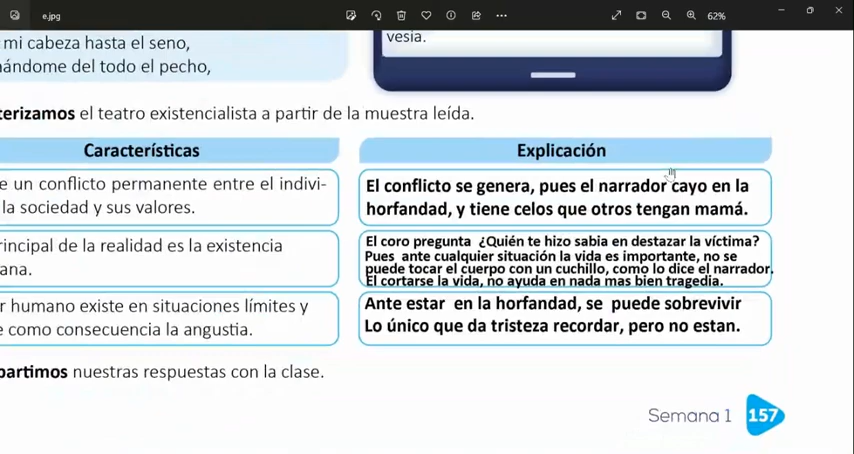 e.jpg
62%
mi cabeza hasta el seno,
ándome del todo el pecho,
vesia.
terizamos el teatro existencialista a partir de la muestra leída.
Características
Explicación
e un conflicto permanente entre el indivi-
la sociedad y sus valores.
El conflicto se genera, pues el narrador cayo en la
horfandad, y tiene celos que otros tengan mamá.
rincipal de la realidad es la existencia
ana.
El coro pregunta ¿Quién te hizo sabia en destazar la víctima?
Pues ante cualquier situación la vida es importante, no se
puede tocar el cuerpo con un cuchillo, como lo dice el narrador.
El cortarse la vida, no ayuda en nada mas bien tragedia.
r humano existe en situaciones límites y
e como consecuencia la angustia.
Ante estar en la horfandad, se puede sobrevivir
Lo único que da tristeza recordar, pero no estan.
partimos nuestras respuestas con la clase.
Semana 1 157